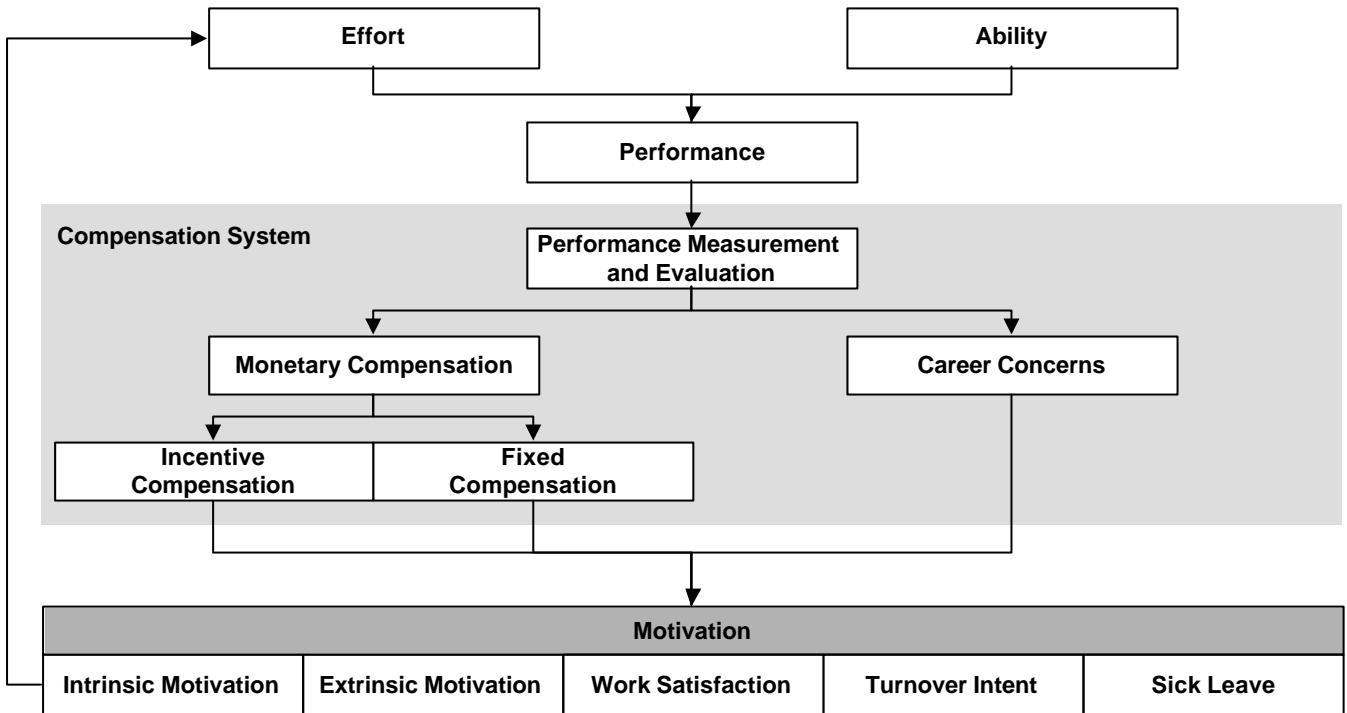 Effort
Ability
Performance
Compensation System
Performance Measurement
and Evaluation
Monetary Compensation
Career Concerns
Incentive
Compensation
Fixed
Compensation
Motivation
Intrinsic Motivation
Extrinsic Motivation
Work Satisfaction
Turnover Intent
Sick Leave